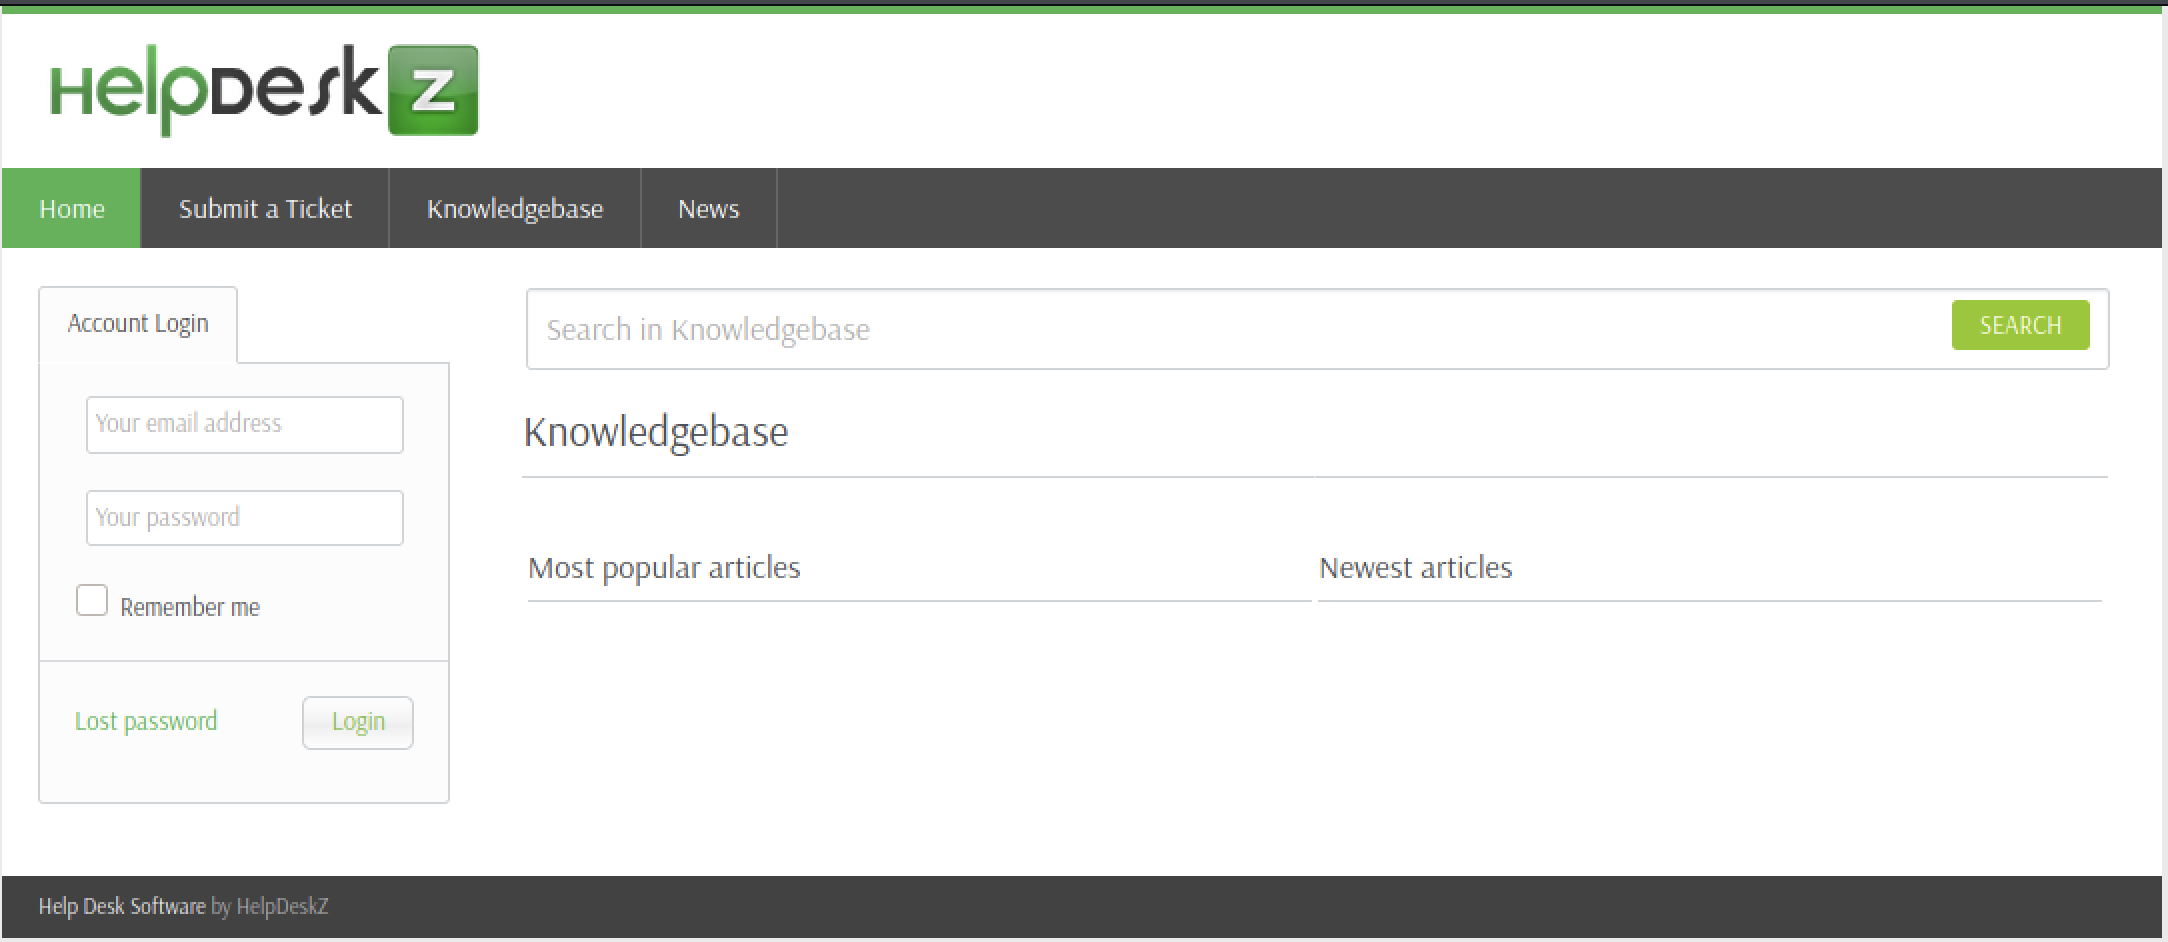 HelpDesk Z
Home Submit a Ticket Knowledgebase News
Account Login
Your email address
Your password
Remember me
Lost password Login
Search in Knowledgebase SEARCH
Knowledgebase
Most popular articles
Newest articles
Help Desk Software by HelpDeskZ